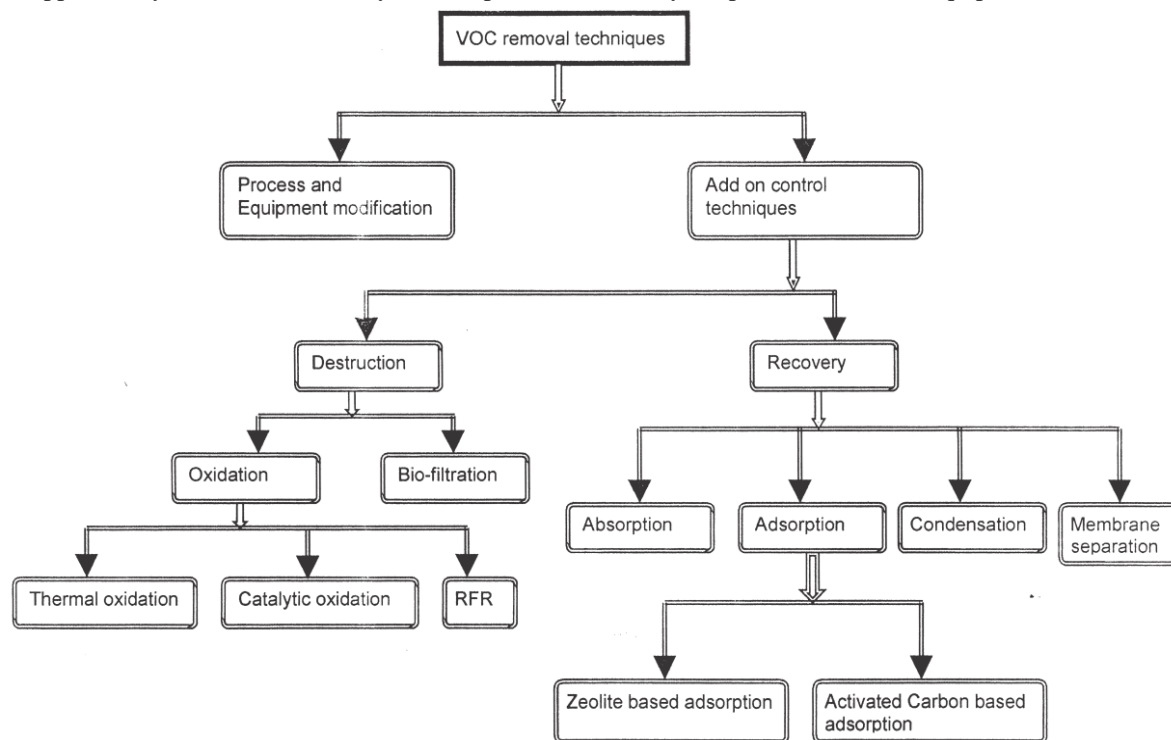 VOC removal techniques
Process and
Equipment modification
Add on control
techniques
Destruction
Recovery
Oxidation
Bio-filtration
Absorption
Adsorption
Condensation
Membrane
separation
Thermal oxidation
Catalytic oxidation
RFR
Zeolite based adsorption
Activated Carbon based
adsorption